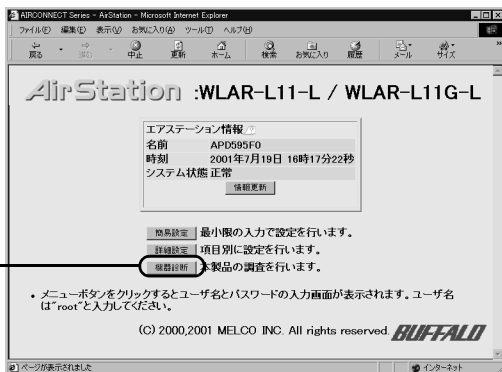 AIRCONNECT Series - AirStation - Microsoft Internet Explorer
ファイル(F) 編集(E) 表示(V) お気に入り(A) ツール(T) ヘルプ(H)
戻る 中止 更新 ホーム 検索 お気に入り 履歴 メール サイズ
AirStation :WLAR-L11-L / WLAR-L11G-L
エアステーション情報
名前 APD595F0
時刻 2001年7月19日 16時17分22秒
システム状態 正常
情報更新
簡易設定 最小限の入力で設定を行います。
詳細設定 項目別に設定を行います。
機器診断 本製品の調査を行います。
• メニューボタンをクリックするとユーザ名とパスワードの入力画面が表示されます。ユーザ名
は"root"と入力してください。
(C) 2000,2001 MELCO INC. All rights reserved. BUFFALO
ページが表示されました インターネット